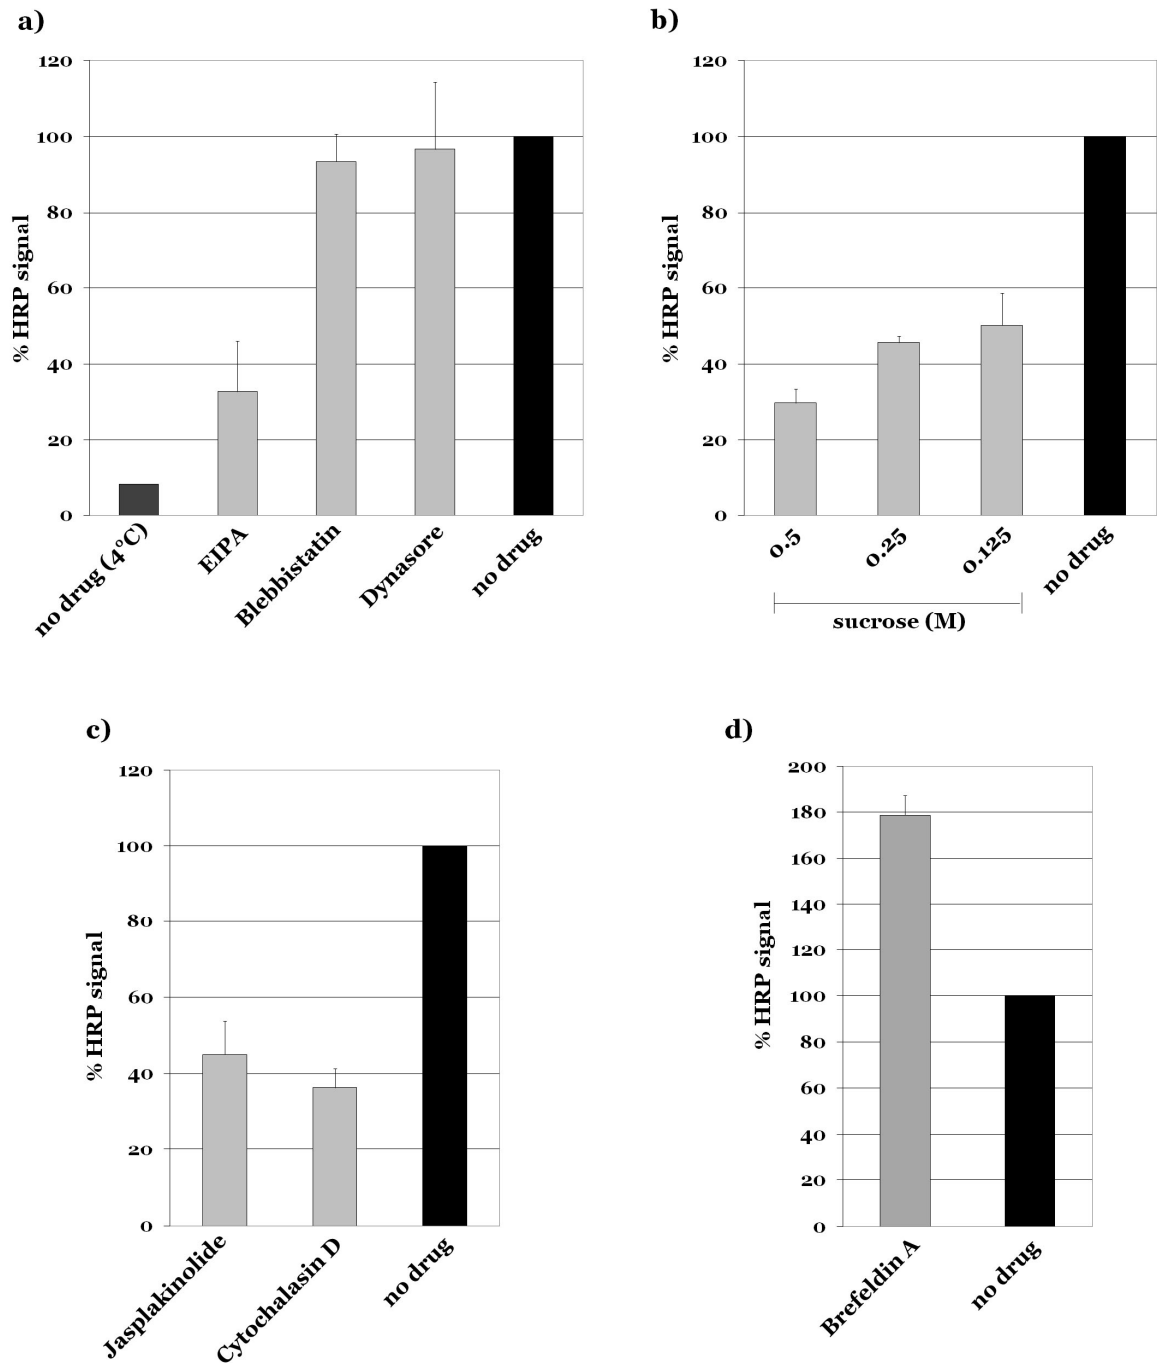 a)
120
100
80
60
40
20
0
% HRP signal
no drug (4°C)
EIPA
Blebbistatin
Dynasore
no drug
b)
120
100
80
60
40
20
0
% HRP signal
0.5
0.25
0.125
no drug
sucrose (M)
c)
120
100
80
60
40
20
0
% HRP signal
Jasplakinolide
Cytochalasin D
no drug
d)
200
180
160
140
120
100
80
60
40
20
0
% HRP signal
Brefeldin A
no drug